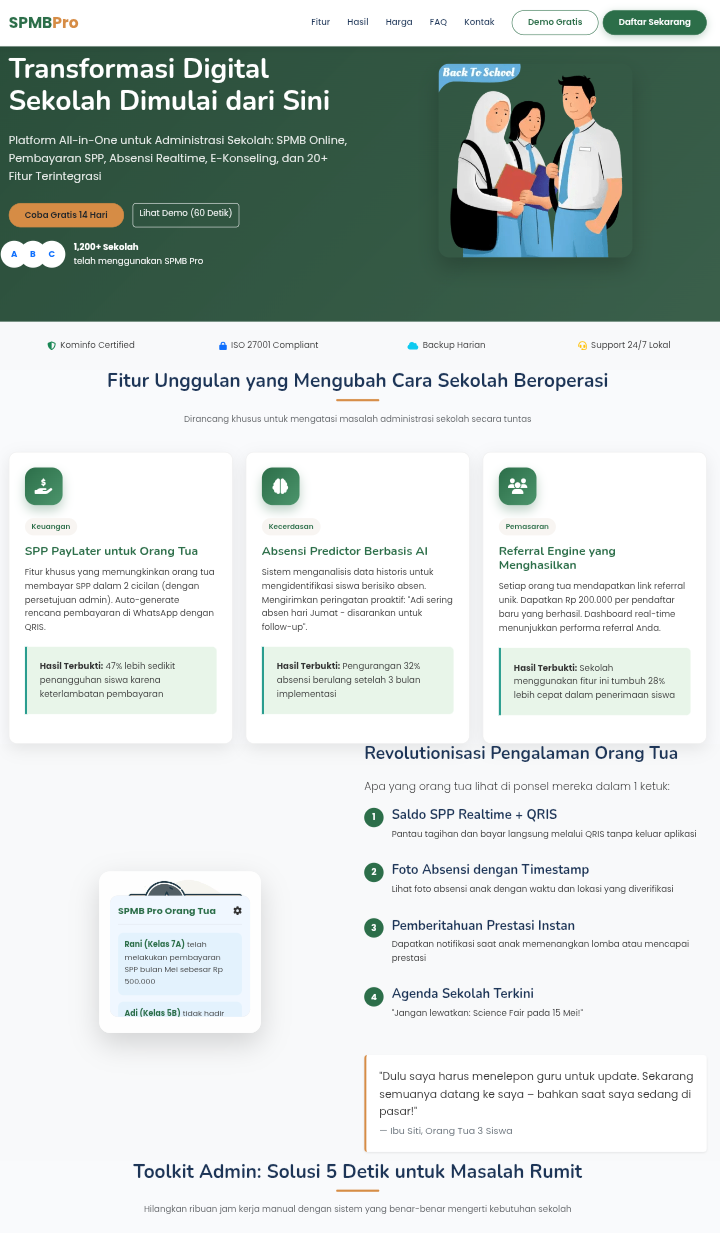 SPMBPro
Fitur
Hasil
Harga
FAQ
Kontak
Demo Gratis
Daftar Sekarang
Transformasi Digital
Sekolah Dimulai dari Sini
Platform All-in-One untuk Administrasi Sekolah: SPMB Online,
Pembayaran SPP, Absensi Realtime, E-Konseling, dan 20+
Fitur Terintegrasi
Coba Gratis 14 Hari
Lihat Demo (60 Detik)
A
B
C
1,200+ Sekolah
telah menggunakan SPMB Pro
Back To School
Kominfo Certified
ISO 27001 Compliant
Backup Harian
Support 24/7 Lokal
Fitur Unggulan yang Mengubah Cara Sekolah Beroperasi
Dirancang khusus untuk mengatasi masalah administrasi sekolah secara tuntas
Keuangan
SPP PayLater untuk Orang Tua
Fitur khusus yang memungkinkan orang tua
membayar SPP dalam 2 cicilan (dengan
persetujuan admin). Auto-generate
rencana pembayaran di WhatsApp dengan
QRIS.
Hasil Terbukti: 47% lebih sedikit
penangguhan siswa karena
keterlambatan pembayaran
Kecerdasan
Absensi Predictor Berbasis AI
Sistem menganalisis data historis untuk
mengidentifikasi siswa berisiko absen.
Mengirimkan peringatan proaktif: "Adi sering
absen hari Jumat - disarankan untuk
follow-up".
Hasil Terbukti: Pengurangan 32%
absensi berulang setelah 3 bulan
implementasi
Pemasaran
Referral Engine yang
Menghasilkan
Setiap orang tua mendapatkan link referral
unik. Dapatkan Rp 200.000 per pendaftar
baru yang berhasil. Dashboard real-time
menunjukkan performa referral Anda.
Hasil Terbukti: Sekolah
menggunakan fitur ini tumbuh 28%
lebih cepat dalam penerimaan siswa
SPMB Pro Orang Tua
Rani (Kelas 7A) telah
melakukan pembayaran
SPP bulan Mei sebesar Rp
500.000
Adi (Kelas 5B) tidak hadir
Revolutionisasi Pengalaman Orang Tua
Apa yang orang tua lihat di ponsel mereka dalam 1 ketuk:
1
Saldo SPP Realtime + QRIS
Pantau tagihan dan bayar langsung melalui QRIS tanpa keluar aplikasi
2
Foto Absensi dengan Timestamp
Lihat foto absensi anak dengan waktu dan lokasi yang diverifikasi
3
Pemberitahuan Prestasi Instan
Dapatkan notifikasi saat anak memenangkan lomba atau mencapai
prestasi
4
Agenda Sekolah Terkini
"Jangan lewatkan: Science Fair pada 15 Mei!"
"Dulu saya harus menelepon guru untuk update. Sekarang
semuanya datang ke saya – bahkan saat saya sedang di
pasar!"
— Ibu Siti, Orang Tua 3 Siswa
Toolkit Admin: Solusi 5 Detik untuk Masalah Rumit
Hilangkan ribuan jam kerja manual dengan sistem yang benar-benar mengerti kebutuhan sekolah